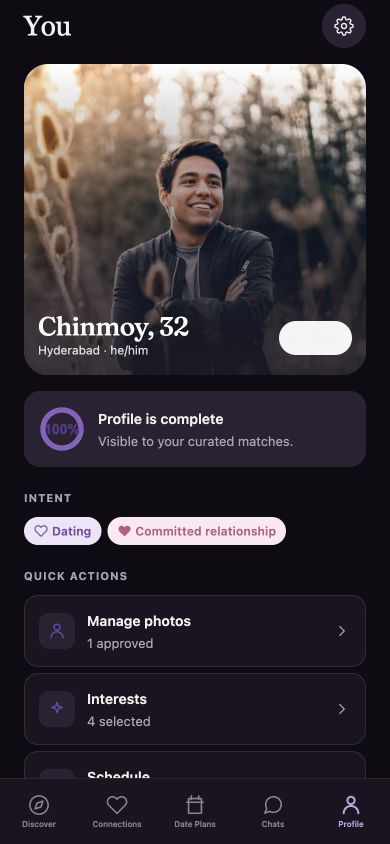 You
Chinmoy, 32
Hyderabad · he/him
100%
Profile is complete
Visible to your curated matches.
INTENT
Dating
Committed relationship
QUICK ACTIONS
Manage photos
1 approved
Interests
4 selected
Schedule
Discover
Connections
Date Plans
Chats
Profile